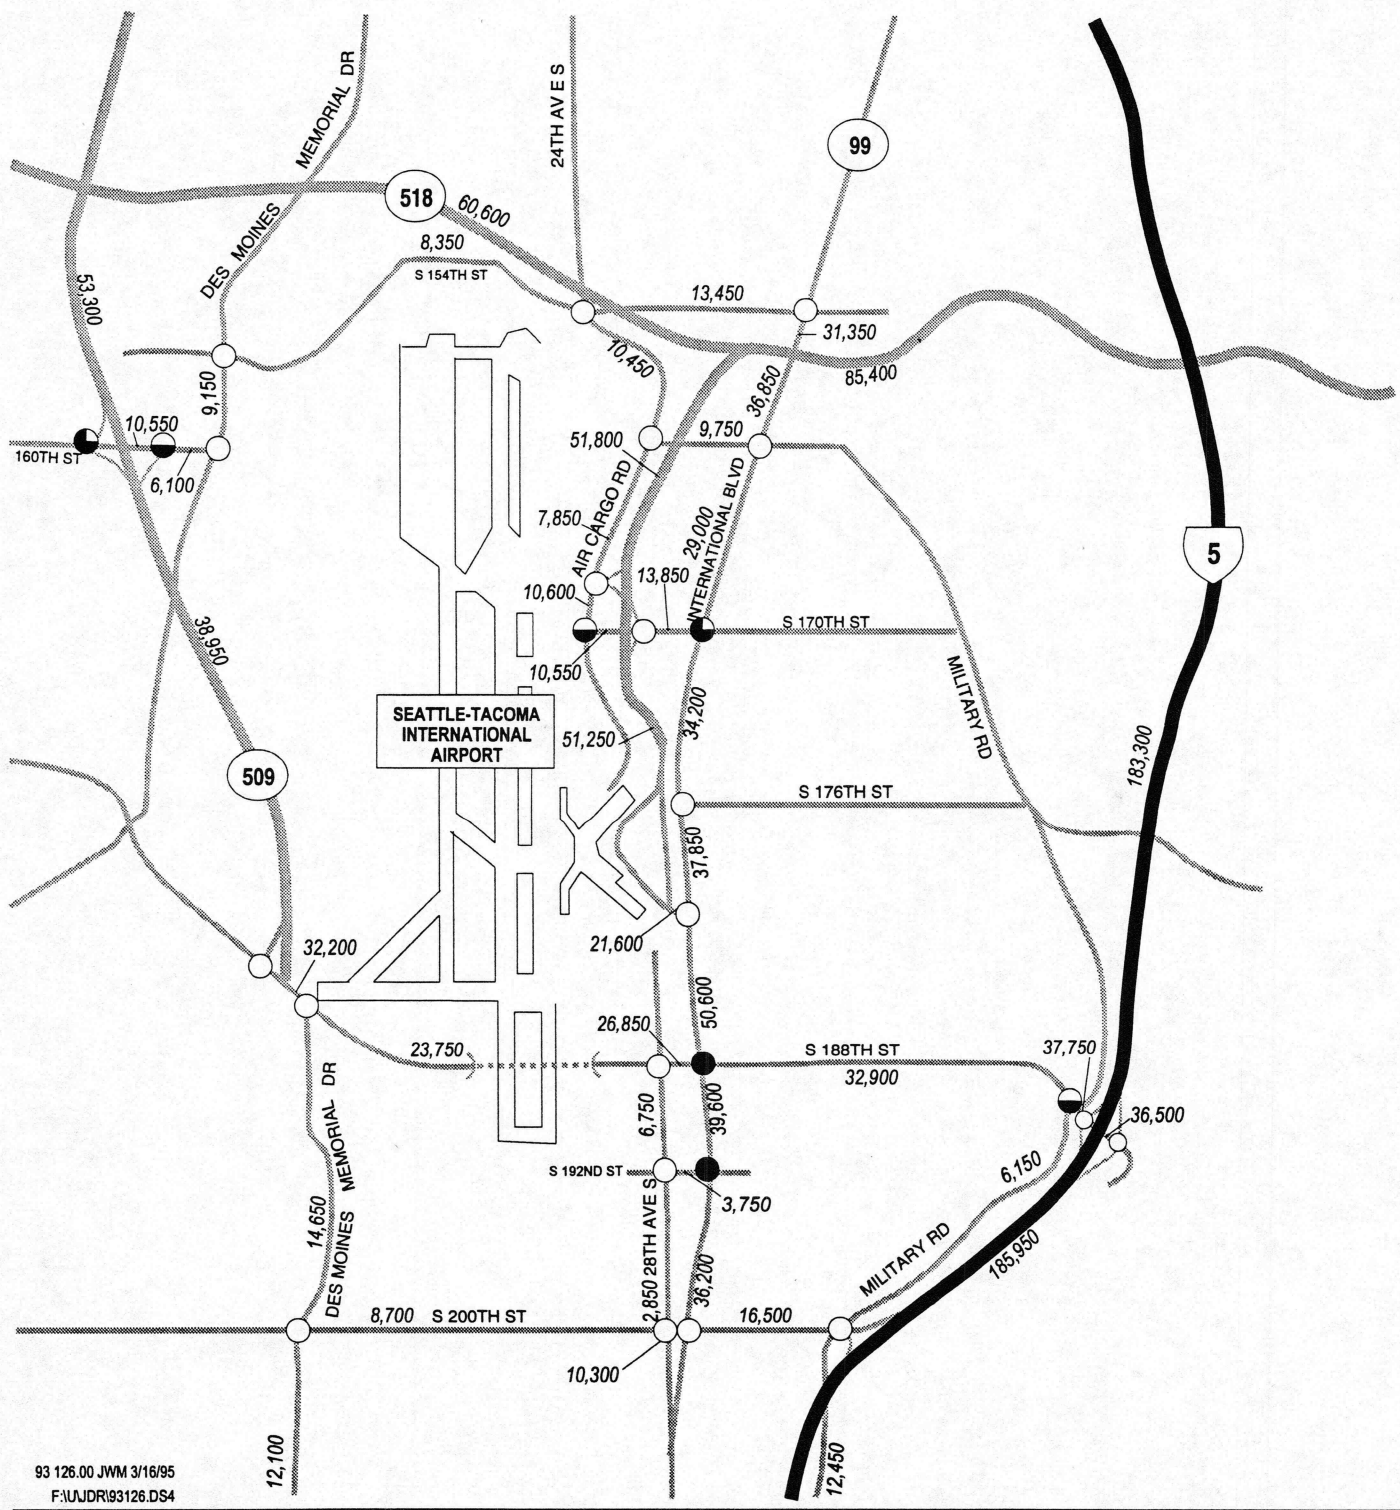 MEMORIAL DR
24TH AV E S
99
518
60,600
DES MOINES
8,350
S 154TH ST
53,300
13,450
31,350
10,450
85,400
36,850
9,150
10,550
9,750
51,800
160TH ST
6,100
AIR CARGO RD
INTERNATIONAL BLVD
7,850
29,000
5
13,850
10,600
S 170TH ST
38,950
10,550
MILITARY RD
SEATTLE-TACOMA
INTERNATIONAL
AIRPORT
34,200
51,250
183,300
509
S 176TH ST
37,850
21,600
32,200
50,600
26,850
23,750
S 188TH ST
32,900
37,750
MEMORIAL DR
6,750
39,600
36,500
S 192ND ST
3,750
6,150
14,650
DES MOINES
28TH AVE S
2,850
36,200
MILITARY RD
185,950
8,700
S 200TH ST
16,500
10,300
12,100
12,450
93 126.00 JWM 3/16/95
F:\U\JDR\93126.DS4